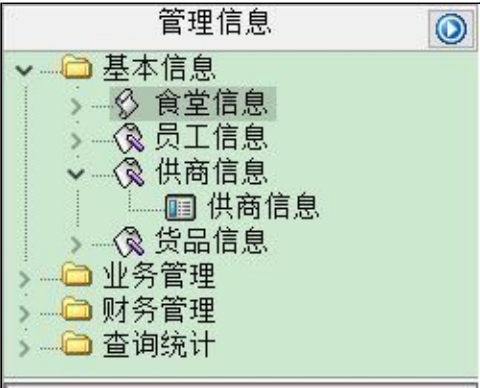 管理信息
基本信息
食堂信息
员工信息
供商信息
供商信息
货品信息
业务管理
财务管理
查询统计